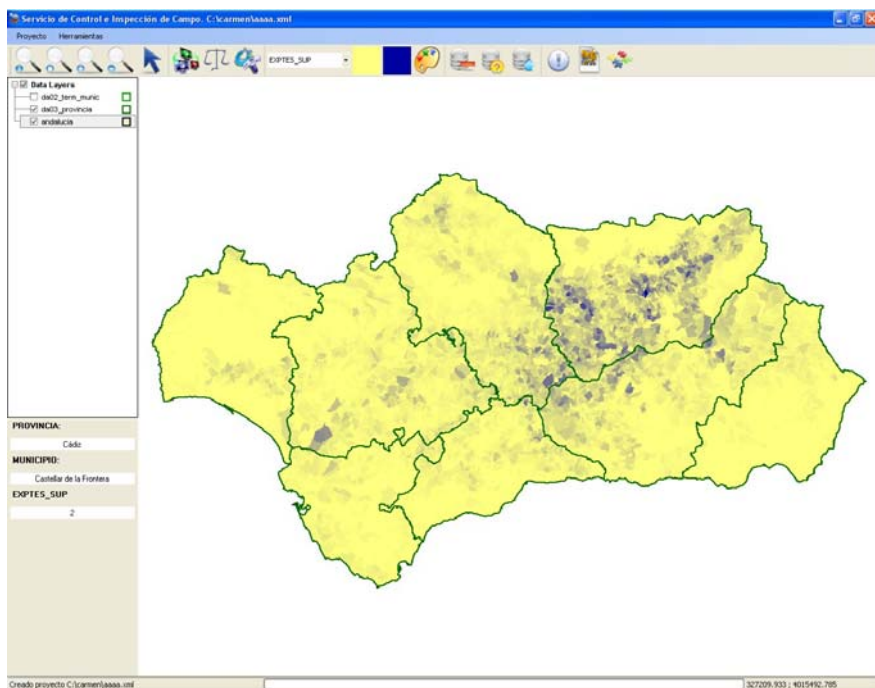 Servicio de Control e Inspección de Campo. C:\carmen\aaaa.xml
Proyecto Herramientas
EXPTES_SUP
Data Layers
da02_term_munic
da03_provincia
andalucia
PROVINCIA:
Cádiz
MUNICIPIO:
Castellar de la Frontera
EXPTES_SUP
2
Creado proyecto C:\carmen\aaaa.xml
327209.933 ; 4015492.785